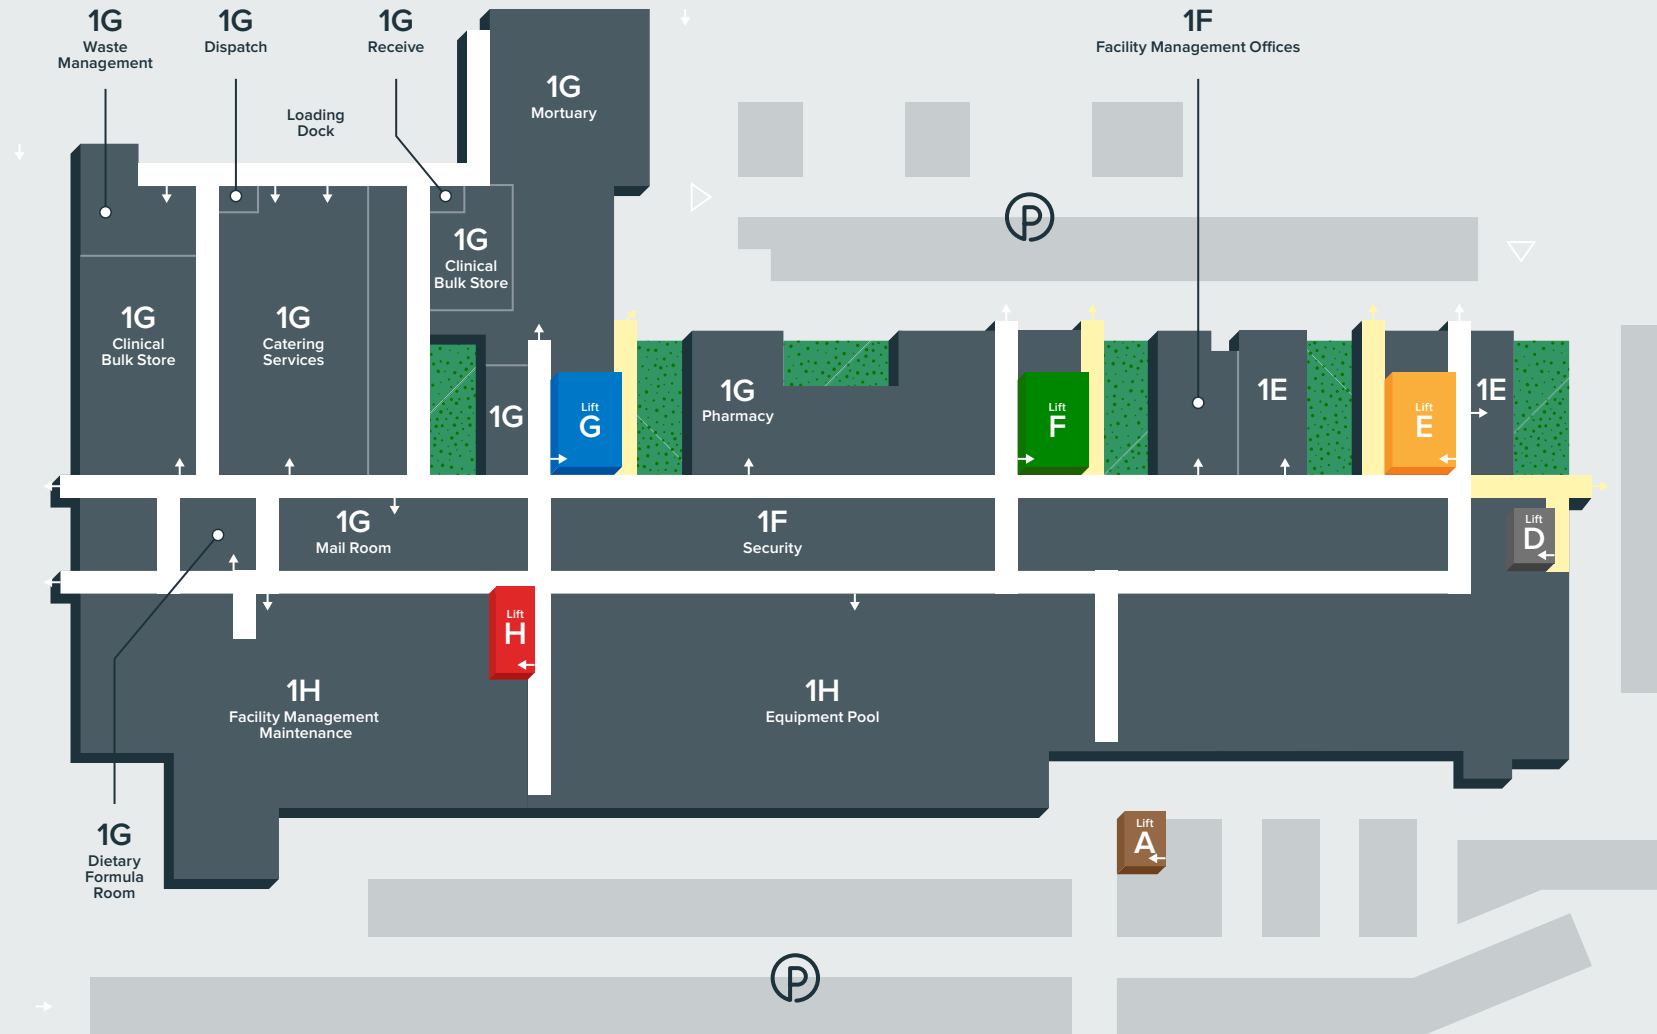 1G
Waste
Management
1G
Dispatch
1G
Receive
1F
Facility Management Offices
Loading
Dock
1G
Mortuary
P
1G
Clinical
Bulk Store
1G
Clinical
Bulk Store
1G
Catering
Services
1G
Lift
G
1G
Pharmacy
Lift
F
1E
Lift
E
1E
1G
Mail Room
1F
Security
Lift
D
Lift
H
1H
Facility Management
Maintenance
1H
Equipment Pool
1G
Dietary
Formula
Room
Lift
A
P